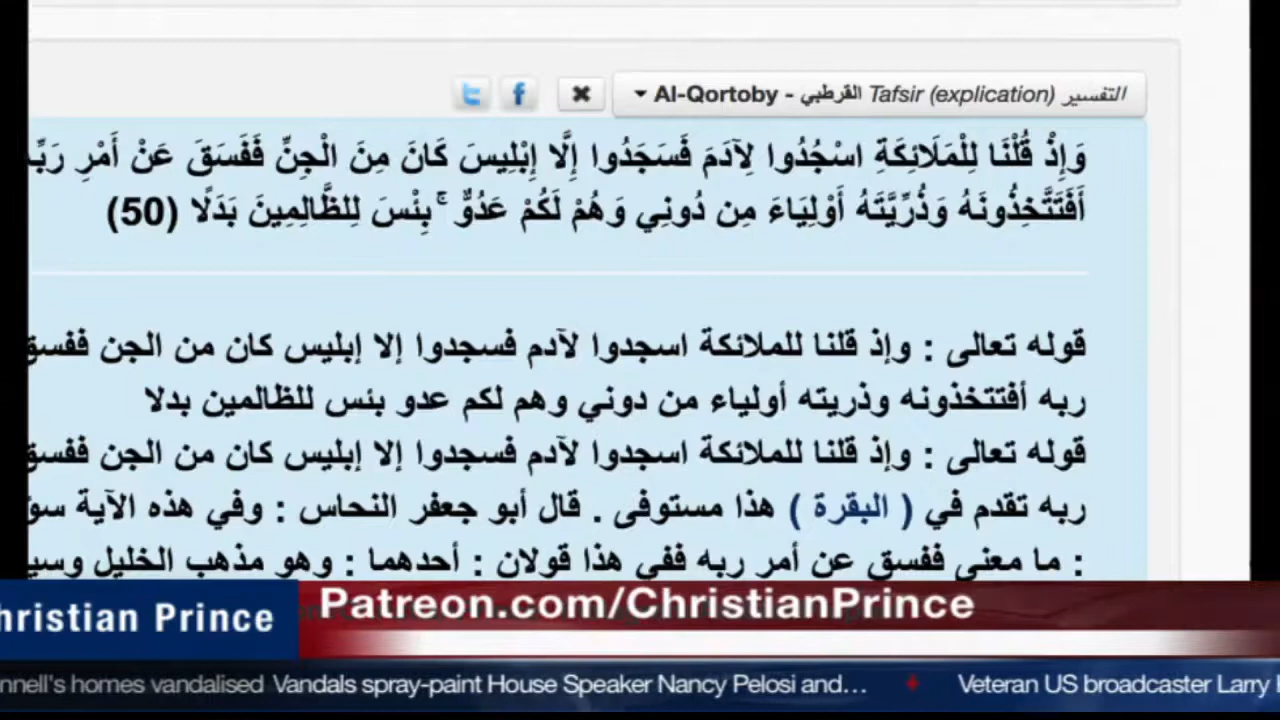 التفسير Tafsir (explication) القرطبي - Al-Qortoby
وَإِذْ قُلْنَا لِلْمَلَائِكَةِ اسْجُدُوا لِآدَمَ فَسَجَدُوا إِلَّا إِبْلِيسَ كَانَ مِنَ الْجِنِّ فَفَسَقَ عَنْ أَمْرِ
أَفَتَتَّخِذُونَهُ وَذُرِّيَّتَهُ أَوْلِيَاءَ مِن دُونِي وَهُمْ لَكُمْ عَدُوٌّ ۚ بِئْسَ لِلظَّالِمِينَ بَدَلًا (50)
قوله تعالى : وإذ قلنا للملائكة اسجدوا لآدم فسجدوا إلا إبليس كان من الجن ففسق
ربه أفتتخذونه وذريته أولياء من دوني وهم لكم عدو بئس للظالمين بدلا
قوله تعالى : وإذ قلنا للملائكة اسجدوا لآدم فسجدوا إلا إبليس كان من الجن ففسق
ربه تقدم في ( البقرة ) هذا مستوفى . قال أبو جعفر النحاس : وفي هذه الآية
: ما معنى ففسق عن أمر ربه ففي هذا قولان : أحدهما : وهو مذهب الخليل
hristian Prince
Patreon.com/ChristianPrince
nnell's homes vandalised Vandals spray-paint House Speaker Nancy Pelosi and... Veteran US broadcaster Larry